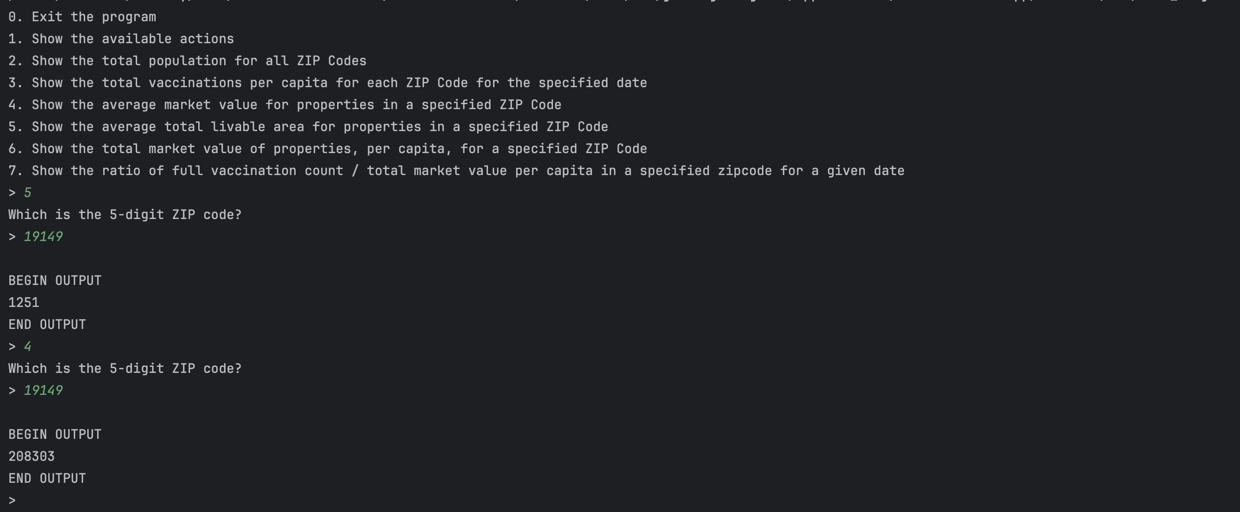 0. Exit the program
1. Show the available actions
2. Show the total population for all ZIP Codes
3. Show the total vaccinations per capita for each ZIP Code for the specified date
4. Show the average market value for properties in a specified ZIP Code
5. Show the average total livable area for properties in a specified ZIP Code
6. Show the total market value of properties, per capita, for a specified ZIP Code
7. Show the ratio of full vaccination count / total market value per capita in a specified zipcode for a given date
> 5
Which is the 5-digit ZIP code?
> 19149
BEGIN OUTPUT
1251
END OUTPUT
> 4
Which is the 5-digit ZIP code?
> 19149
BEGIN OUTPUT
208303
END OUTPUT
>